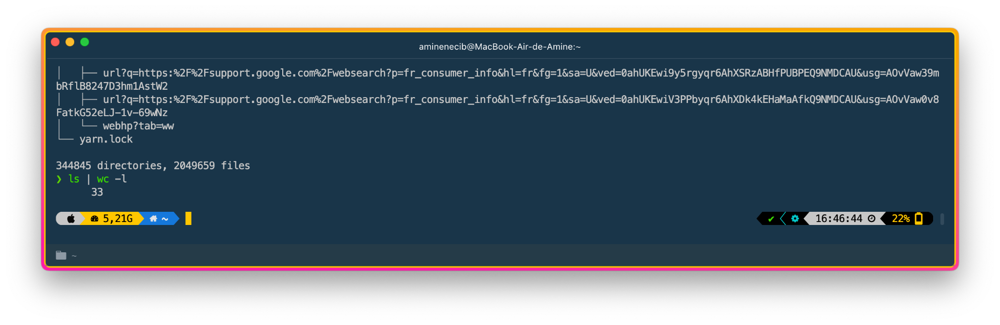 aminenecib@MacBook-Air-de-Amine:~
│   ├── url?q=https:%2F%2Fsupport.google.com%2Fwebsearch?p=fr_consumer_info&hl=fr&fg=1&sa=U&ved=0ahUKEwi9y5rgyqr6AhXSRzABHfPUBPEQ9NMDCAU&usg=AOvVaw39m
bRflB8247D3hm1AstW2
│   ├── url?q=https:%2F%2Fsupport.google.com%2Fwebsearch?p=fr_consumer_info&hl=fr&fg=1&sa=U&ved=0ahUKEwiV3PPbyqr6AhXDk4kEHaMaAfkQ9NMDCAU&usg=AOvVaw0v8
FatkG52eLJ-1v-69wNz
│   └── webhp?tab=ww
└── yarn.lock
344845 directories, 2049659 files
❯ ls | wc -l
33
5,21G ~ ✔ 16:46:44 22%
~